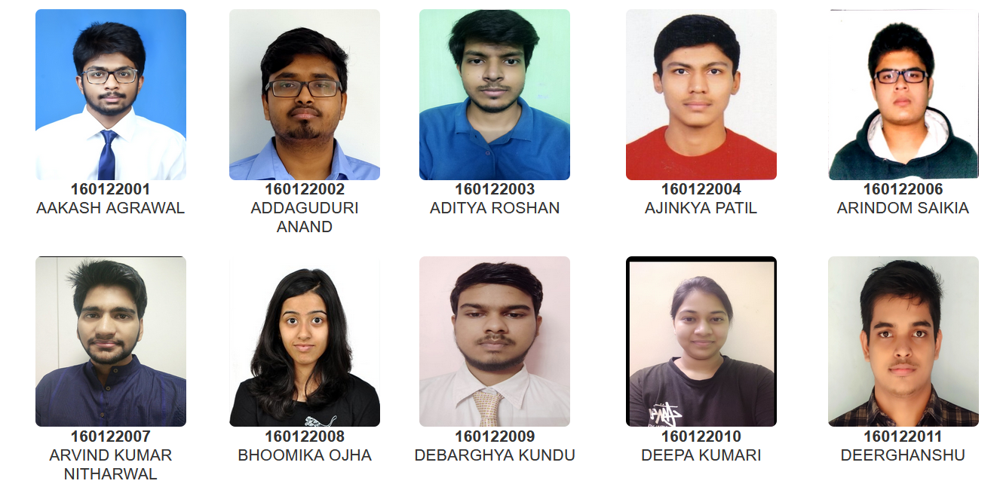 160122001
AAKASH AGRAWAL
160122002
ADDAGUDURI
ANAND
160122003
ADITYA ROSHAN
160122004
AJINKYA PATIL
160122006
ARINDOM SAIKIA
160122007
ARVIND KUMAR
NITHARWAL
160122008
BHOOMIKA OJHA
160122009
DEBARGHYA KUNDU
160122010
DEEPA KUMARI
160122011
DEERGHANSHU